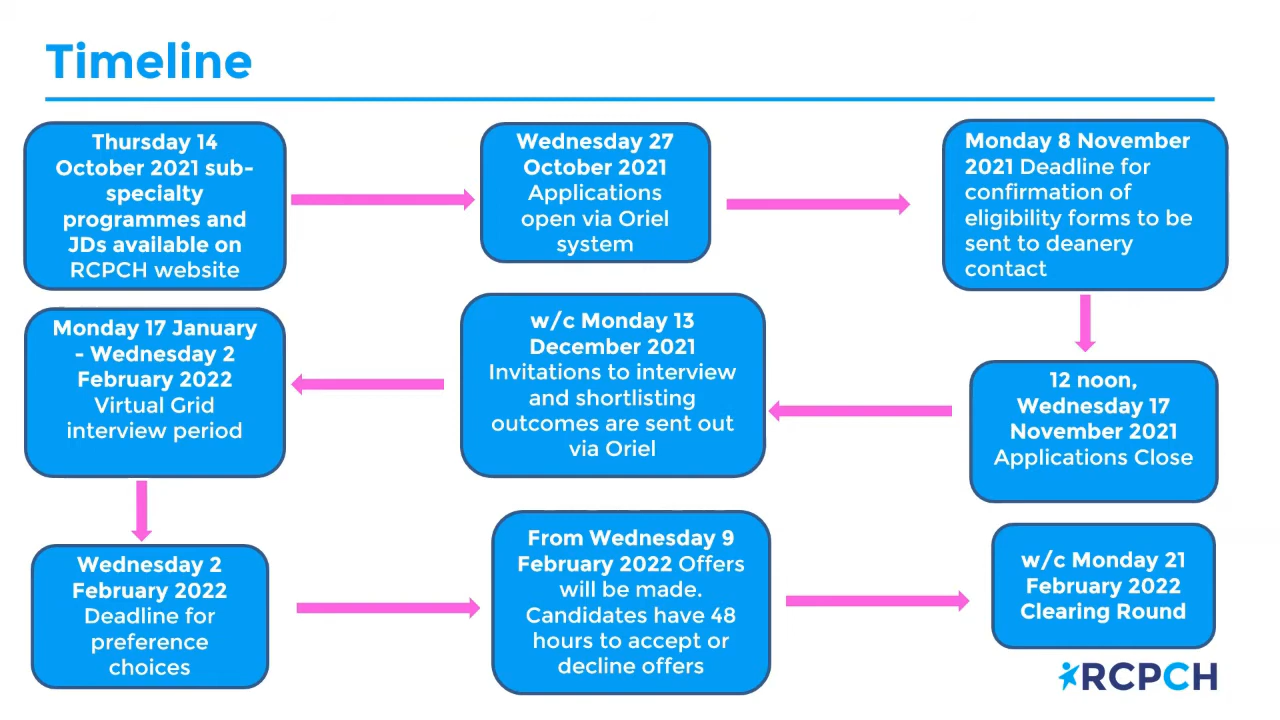 Timeline
Thursday 14
October 2021 sub-
specialty
programmes and
JDs available on
RCPCH website
Wednesday 27
October 2021
Applications
open via Oriel
system
Monday 8 November
2021 Deadline for
confirmation of
eligibility forms to be
sent to deanery
contact
12 noon,
Wednesday 17
November 2021
Applications Close
w/c Monday 13
December 2021
Invitations to interview
and shortlisting
outcomes are sent out
via Oriel
Monday 17 January
- Wednesday 2
February 2022
Virtual Grid
interview period
Wednesday 2
February 2022
Deadline for
preference
choices
From Wednesday 9
February 2022 Offers
will be made.
Candidates have 48
hours to accept or
decline offers
w/c Monday 21
February 2022
Clearing Round
RCPCH